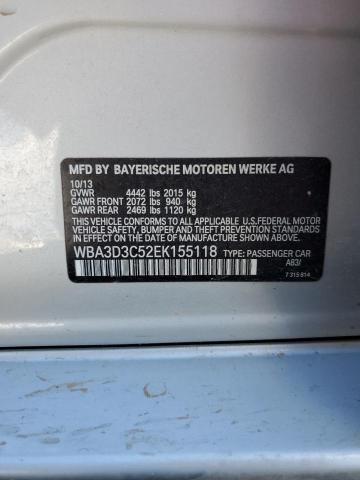 MFD BY BAYERISCHE MOTOREN WERKE AG
10/13
GVWR 4442 lbs 2015 kg
GAWR FRONT 2072 lbs 940 kg
GAWR REAR 2469 lbs 1120 kg
THIS VEHICLE CONFORMS TO ALL APPLICABLE U.S. FEDERAL MOTOR
VEHICLE SAFETY, BUMPER AND THEFT PREVENTION STANDARDS
IN EFFECT ON THE DATE OF MANUFACTURE SHOWN ABOVE.
WBA3D3C52EK155118 TYPE: PASSENGER CAR
A83/
7 315 814